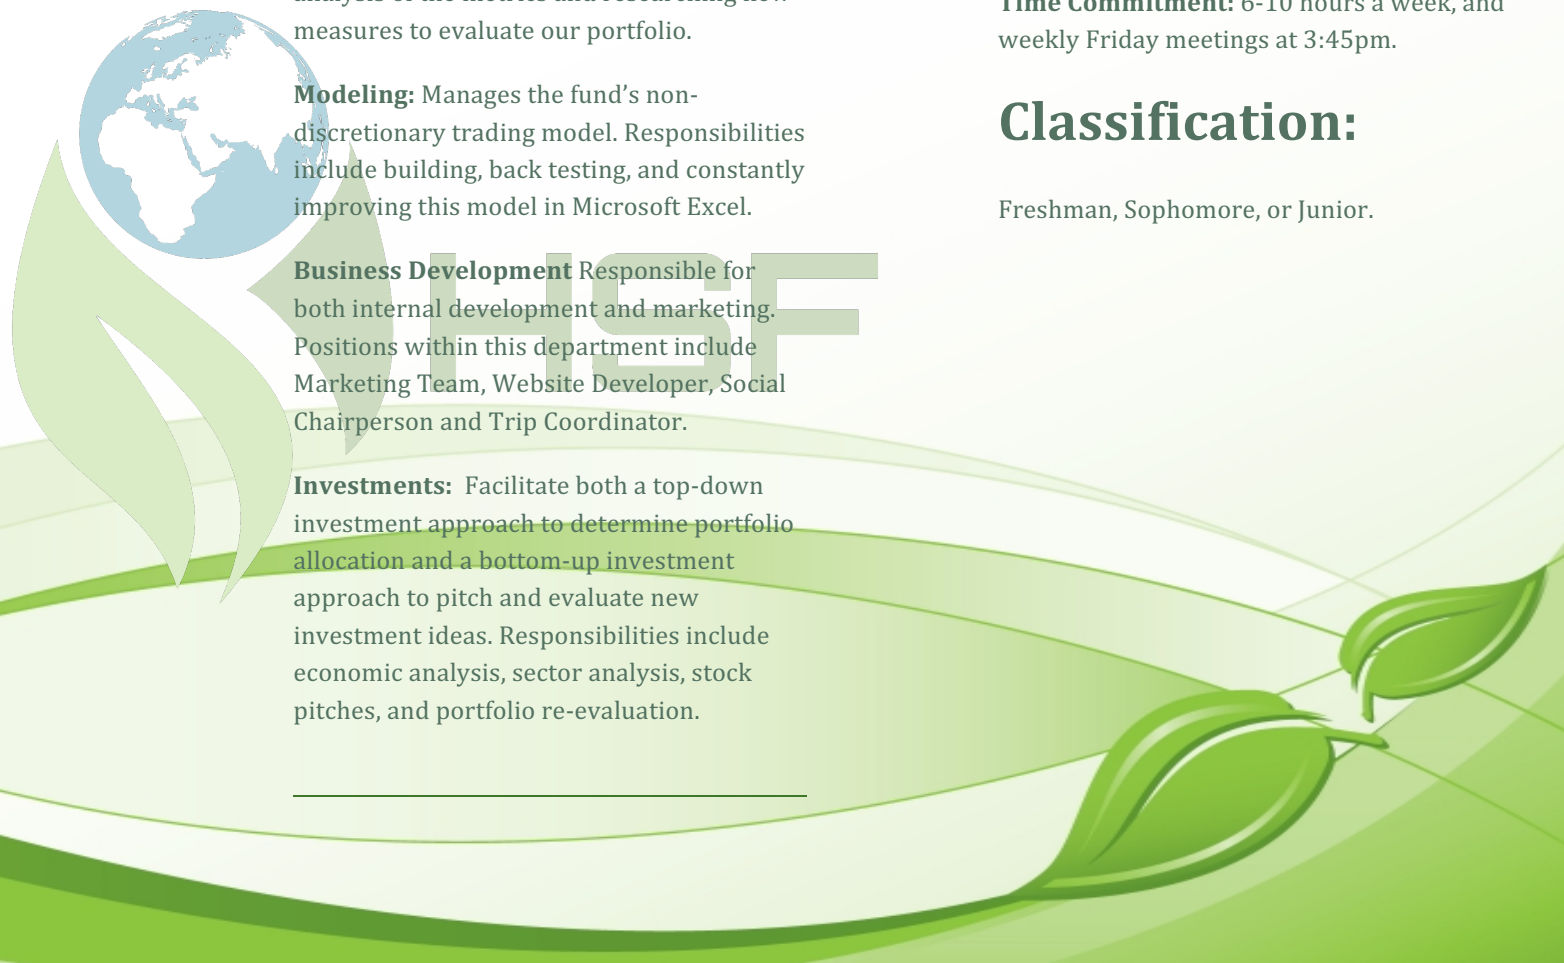 measures to evaluate our portfolio.
Modeling: Manages the fund’s non-
discretionary trading model. Responsibilities
include building, back testing, and constantly
improving this model in Microsoft Excel.
Business Development Responsible for
both internal development and marketing.
Positions within this department include
Marketing Team, Website Developer, Social
Chairperson and Trip Coordinator.
Investments:  Facilitate both a top-down
investment approach to determine portfolio
allocation and a bottom-up investment
approach to pitch and evaluate new
investment ideas. Responsibilities include
economic analysis, sector analysis, stock
pitches, and portfolio re-evaluation.
HSF
Time Commitment: 6-10 hours a week, and
weekly Friday meetings at 3:45pm.
Classification:
Freshman, Sophomore, or Junior.